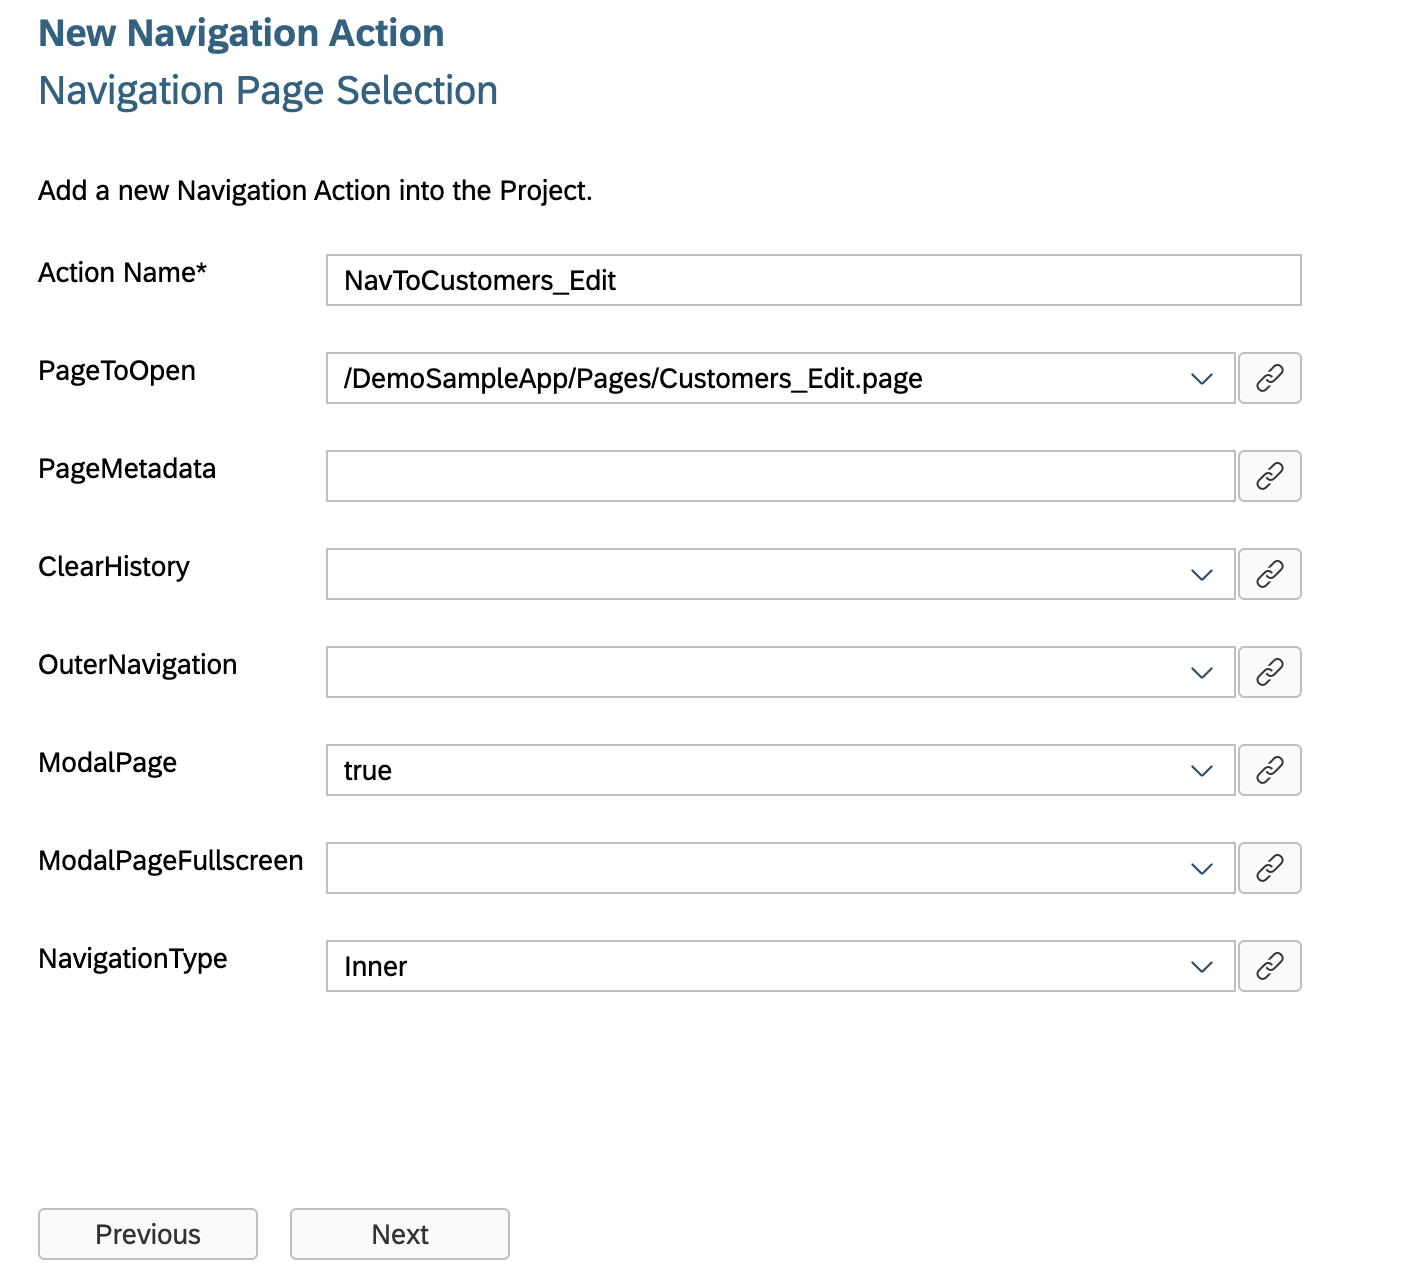 New Navigation Action
Navigation Page Selection
Add a new Navigation Action into the Project.
Action Name*
NavToCustomers_Edit
PageToOpen
/DemoSampleApp/Pages/Customers_Edit.page
PageMetadata
ClearHistory
OuterNavigation
ModalPage
true
ModalPageFullscreen
NavigationType
Inner
Previous
Next